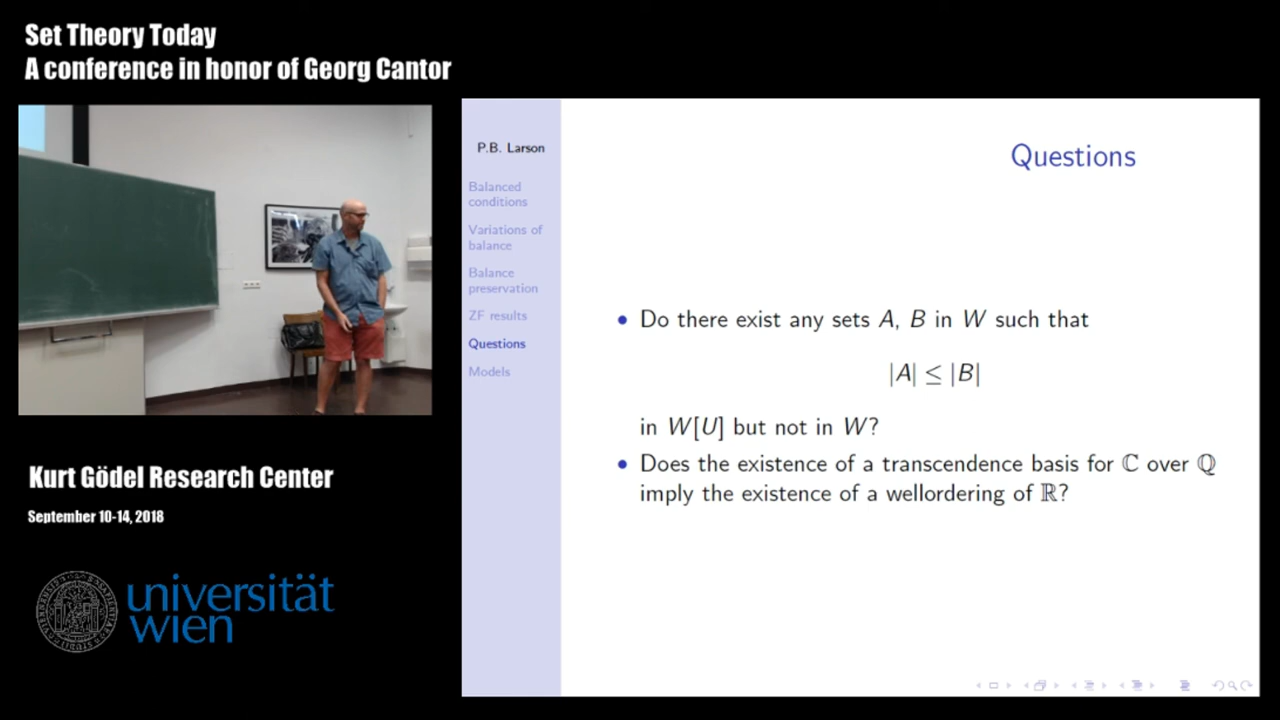 Set Theory Today
A conference in honor of Georg Cantor
Kurt Gödel Research Center
September 10-14, 2018
universität
wien
P.B. Larson
Balanced
conditions
Variations of
balance
Balance
preservation
ZF results
Questions
Models
Questions
• Do there exist any sets A, B in W such that
|A| ≤ |B|
in W[U] but not in W?
• Does the existence of a transcendence basis for ℂ over ℚ
imply the existence of a wellordering of ℝ?